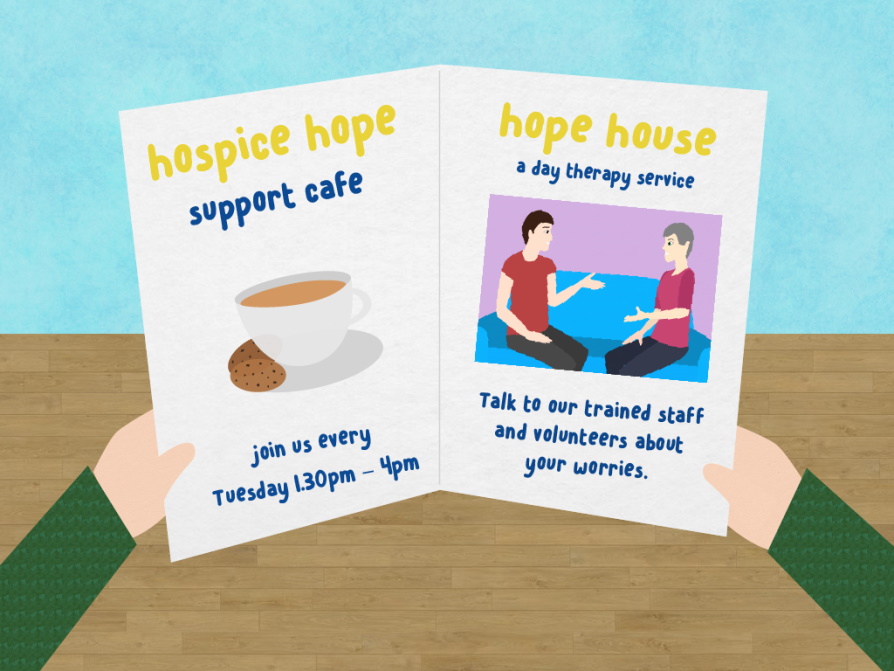 hospice hope
support cafe
join us every
Tuesday 1.30pm – 4pm
hope house
a day therapy service
Talk to our trained staff
and volunteers about
your worries.